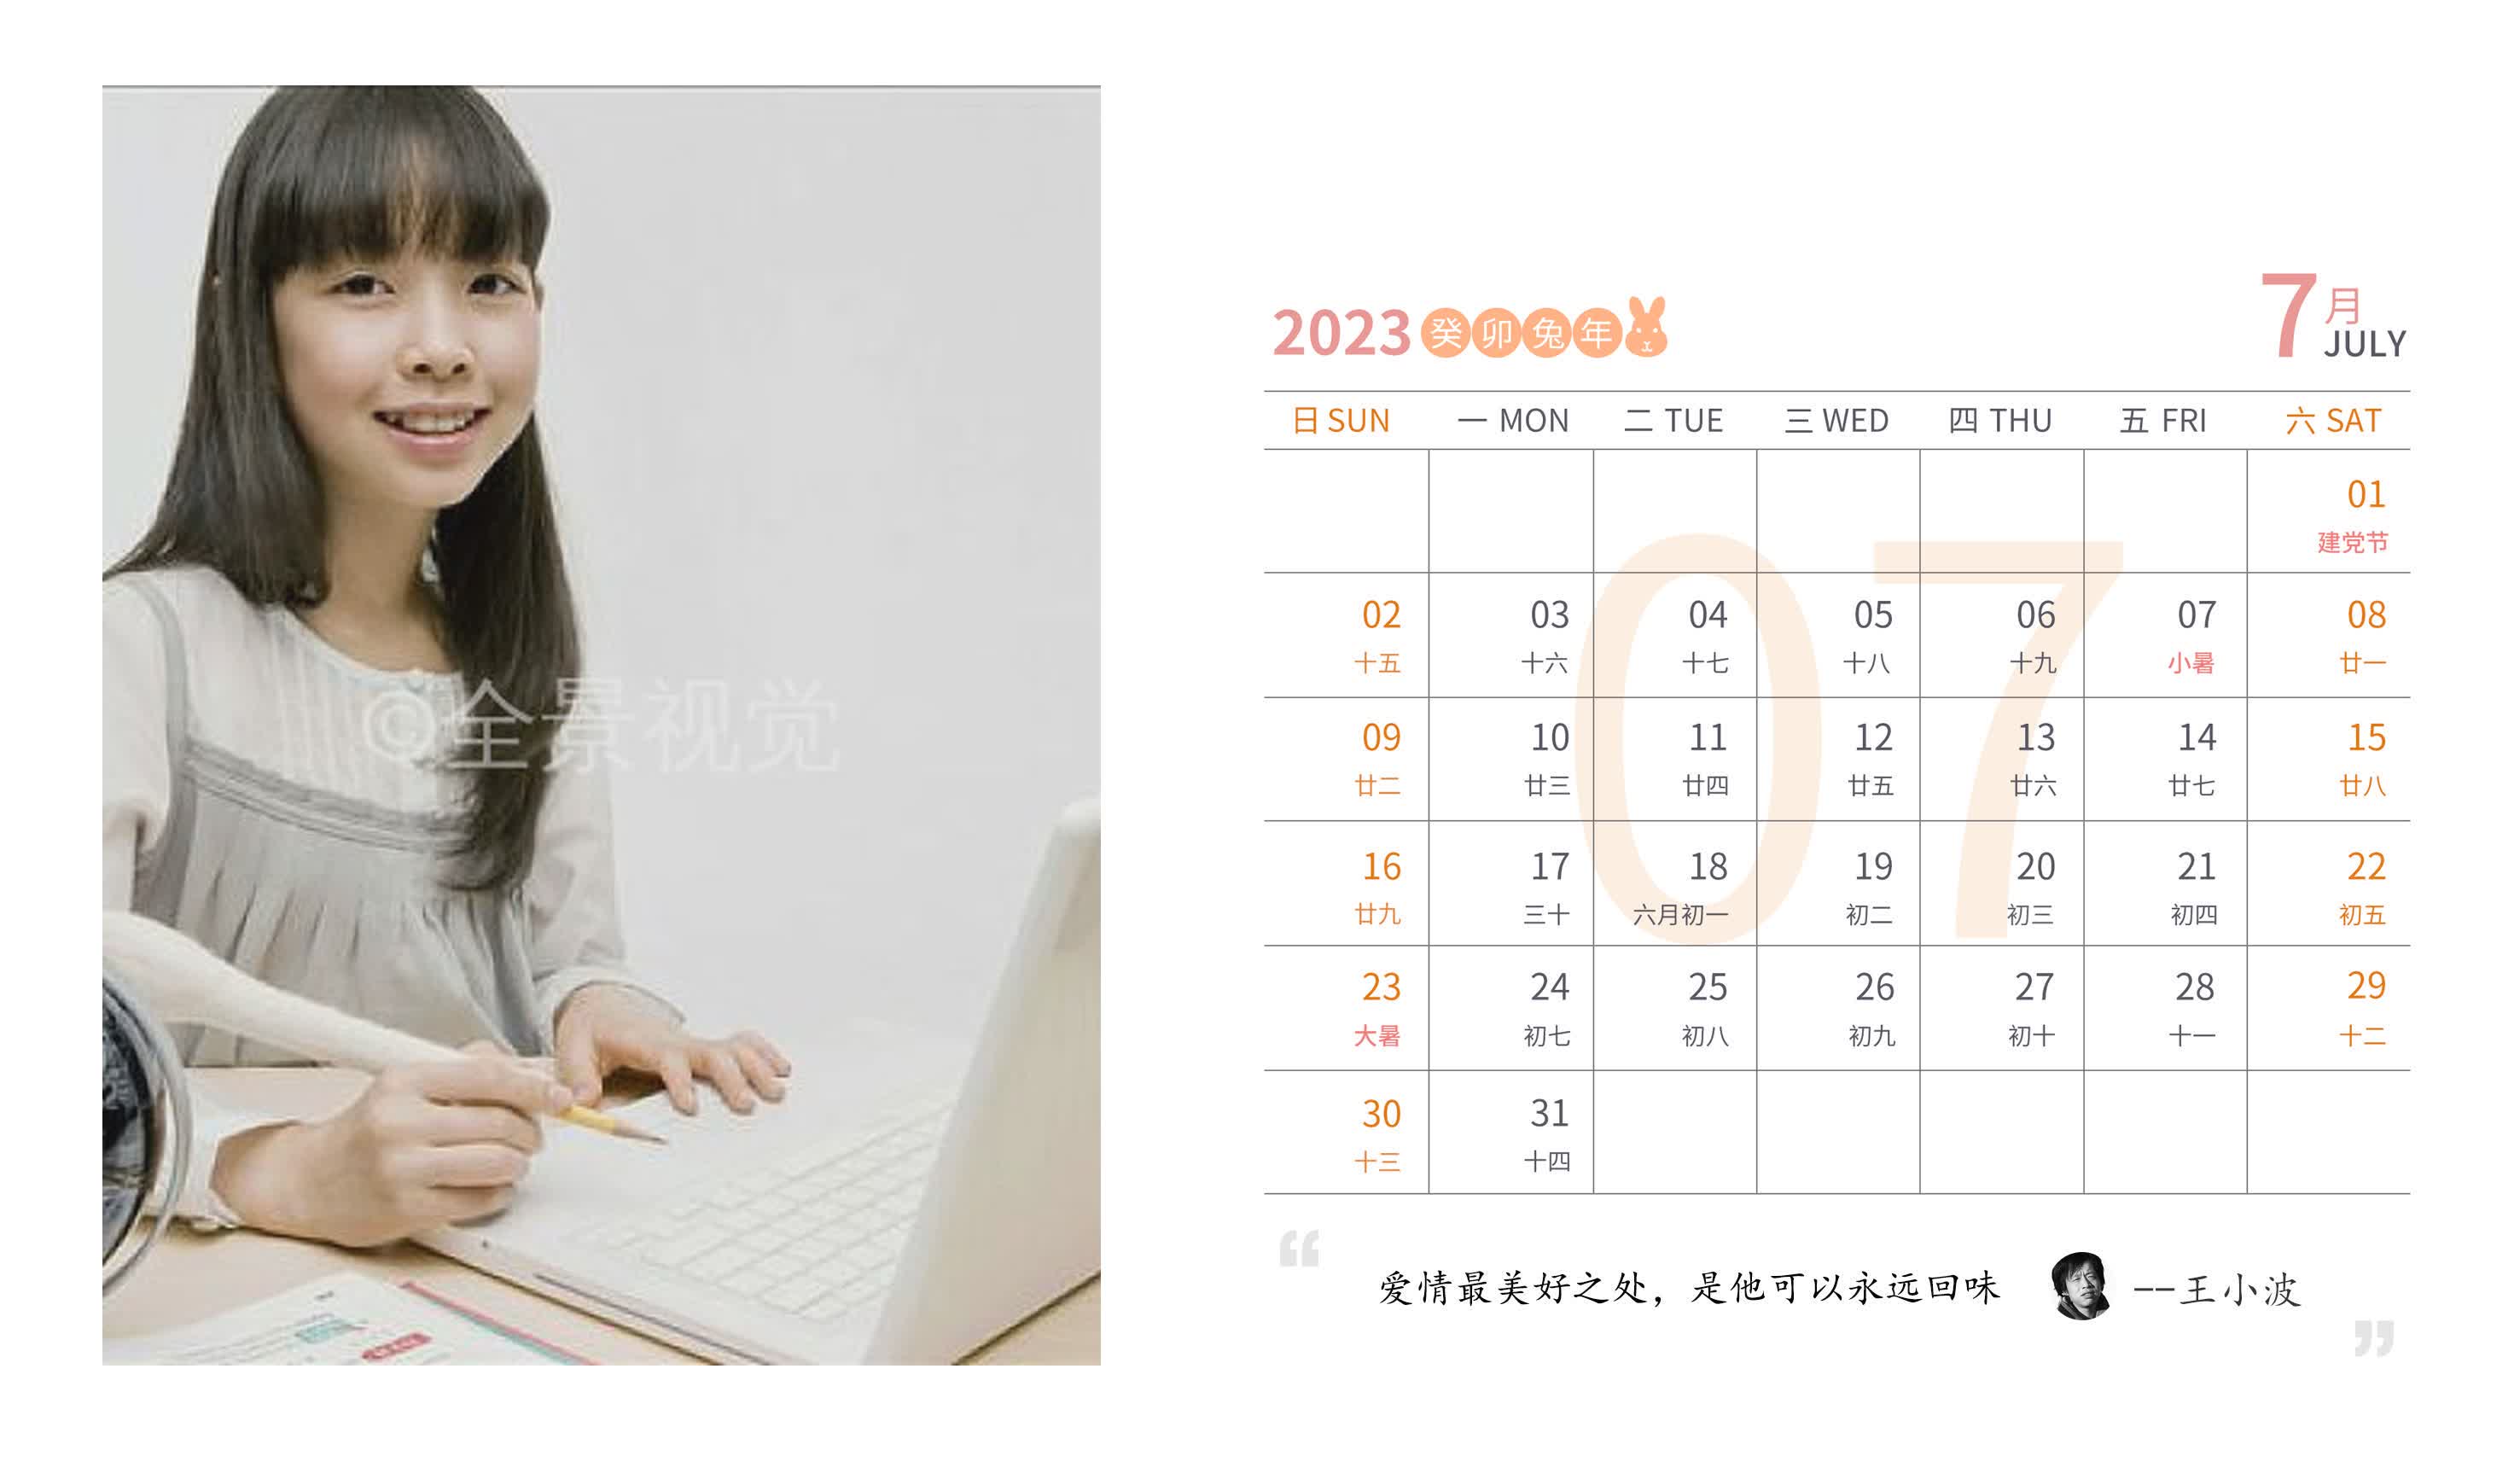 ©全景视觉
2023 癸卯兔年
7月
JULY
日 SUN 一 MON 二 TUE 三 WED 四 THU 五 FRI 六 SAT
01
建党节
02 03 04 05 06 07 08
十五 十六 十七 十八 十九 小暑 廿一
09 10 11 12 13 14 15
廿二 廿三 廿四 廿五 廿六 廿七 廿八
16 17 18 19 20 21 22
廿九 三十 六月初一 初二 初三 初四 初五
23 24 25 26 27 28 29
大暑 初七 初八 初九 初十 十一 十二
30 31
十三 十四
07
“爱情最美好之处，是他可以永远回味 --王小波”